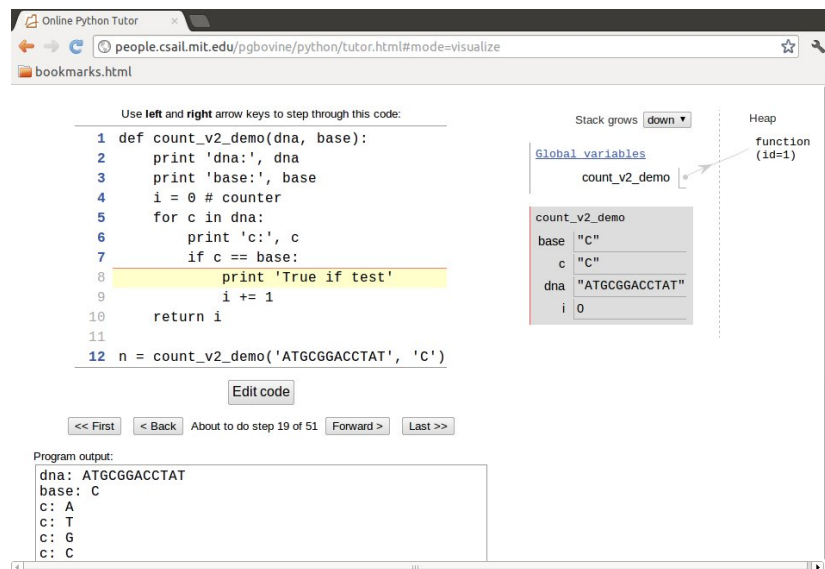 Online Python Tutor ×
people.csail.mit.edu/pgbovine/python/tutor.html#mode=visualize
bookmarks.html
Use left and right arrow keys to step through this code:
1 def count_v2_demo(dna, base):
2     print 'dna:', dna
3     print 'base:', base
4     i = 0 # counter
5     for c in dna:
6         print 'c:', c
7         if c == base:
8             print 'True if test'
9             i += 1
10     return i
11
12 n = count_v2_demo('ATGCGGACCTAT', 'C')
Edit code
<< First < Back About to do step 19 of 51 Forward > Last >>
Program output:
dna: ATGCGGACCTAT
base: C
c: A
c: T
c: G
c: C
Stack grows down ▼
Global variables
count_v2_demo
count_v2_demo
base "C"
c "C"
dna "ATGCGGACCTAT"
i 0
Heap
function
(id=1)